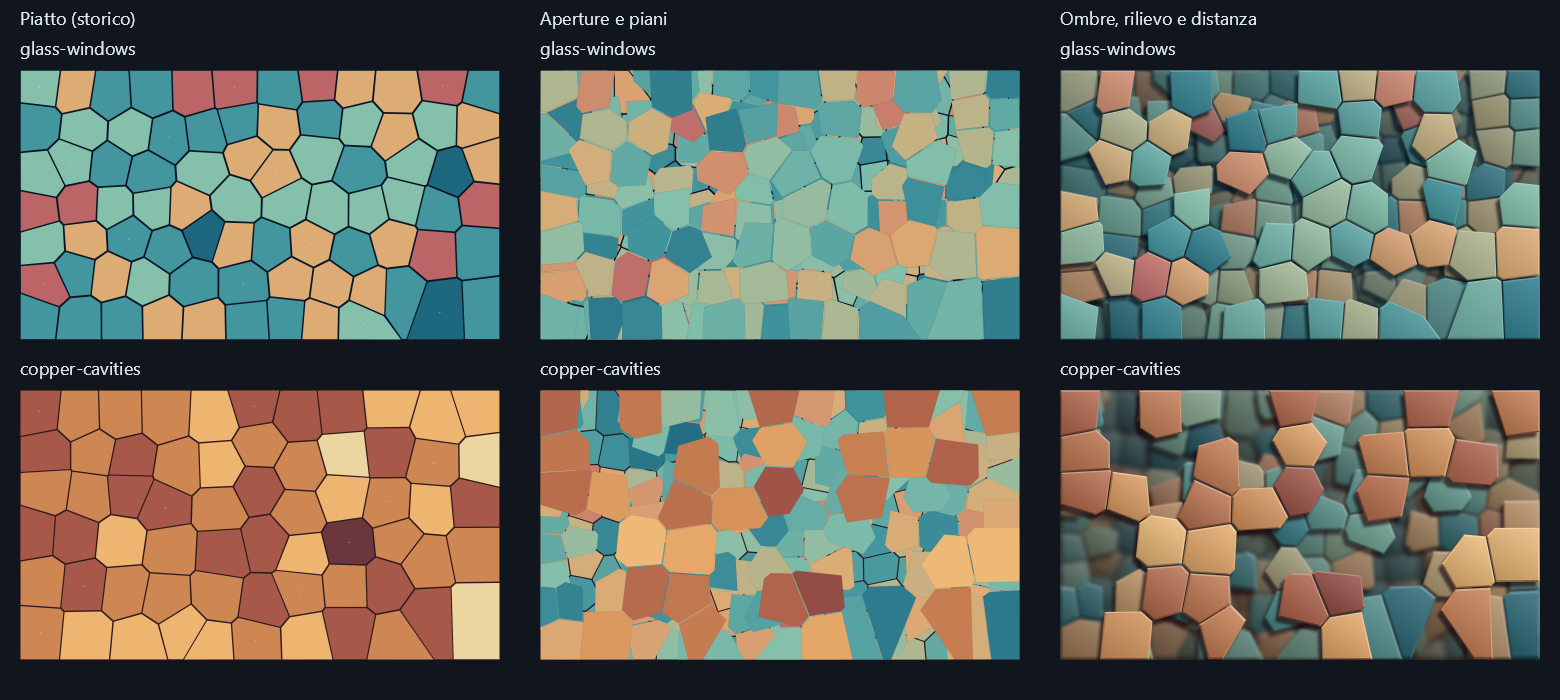 Piatto (storico)
Aperture e piani
Ombre, rilievo e distanza
glass-windows
glass-windows
glass-windows
copper-cavities
copper-cavities
copper-cavities